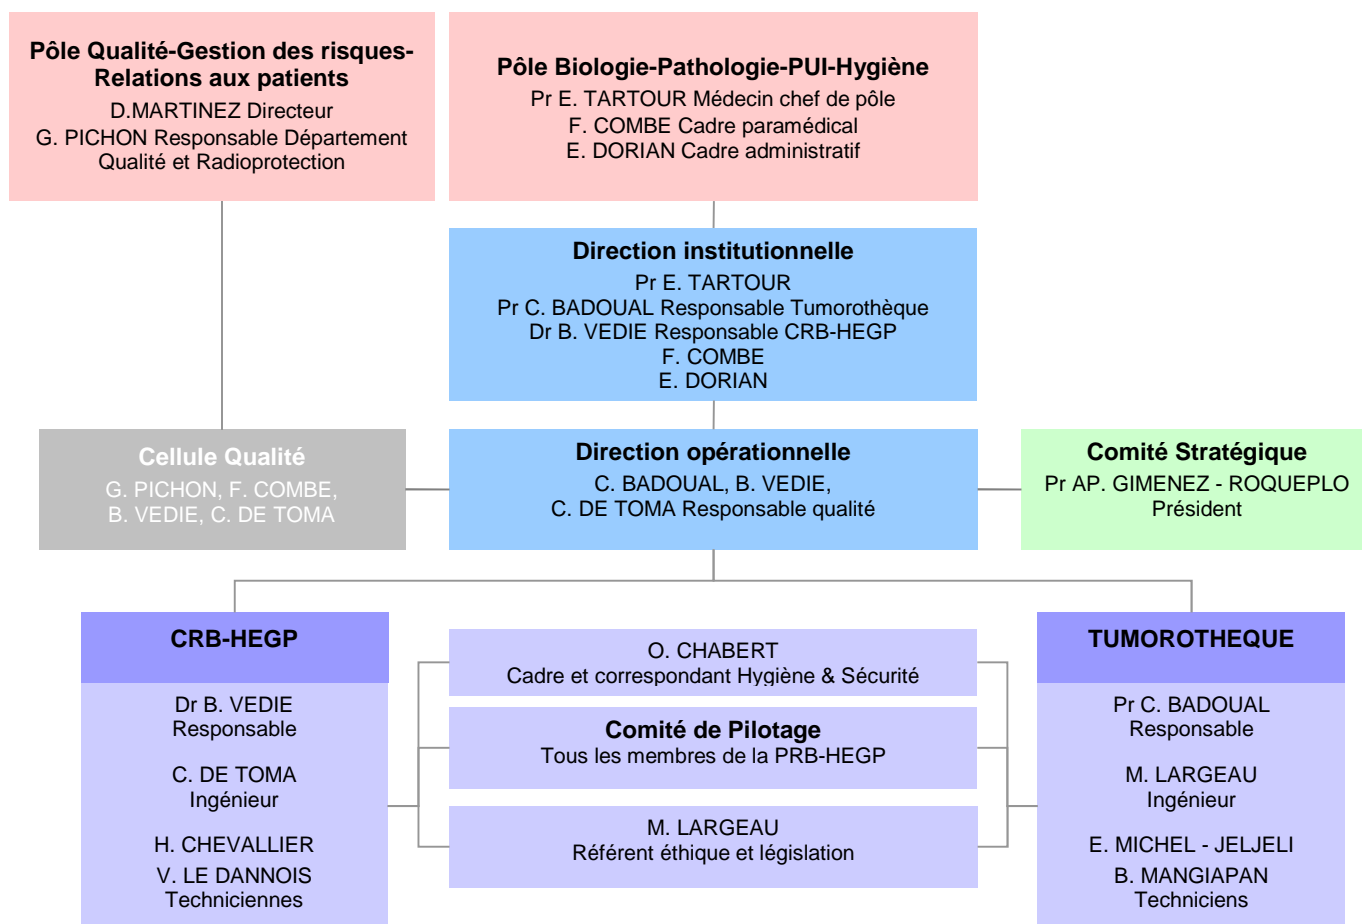 Pôle Qualité-Gestion des risques-
Relations aux patients
D.MARTINEZ Directeur
G. PICHON Responsable Département
Qualité et Radioprotection
Pôle Biologie-Pathologie-PUI-Hygiène
Pr E. TARTOUR Médecin chef de pôle
F. COMBE Cadre paramédical
E. DORIAN Cadre administratif
Direction institutionnelle
Pr E. TARTOUR
Pr C. BADOUAL Responsable Tumorothèque
Dr B. VEDIE Responsable CRB-HEGP
F. COMBE
E. DORIAN
Cellule Qualité
G. PICHON, F. COMBE,
B. VEDIE, C. DE TOMA
Direction opérationnelle
C. BADOUAL, B. VEDIE,
C. DE TOMA Responsable qualité
Comité Stratégique
Pr AP. GIMENEZ - ROQUEPLO
Président
CRB-HEGP
Dr B. VEDIE
Responsable
C. DE TOMA
Ingénieur
H. CHEVALLIER
V. LE DANNOIS
Techniciennes
O. CHABERT
Cadre et correspondant Hygiène & Sécurité
Comité de Pilotage
Tous les membres de la PRB-HEGP
M. LARGEAU
Référent éthique et législation
TUMOROTHEQUE
Pr C. BADOUAL
Responsable
M. LARGEAU
Ingénieur
E. MICHEL - JELJELI
B. MANGIAPAN
Techniciens